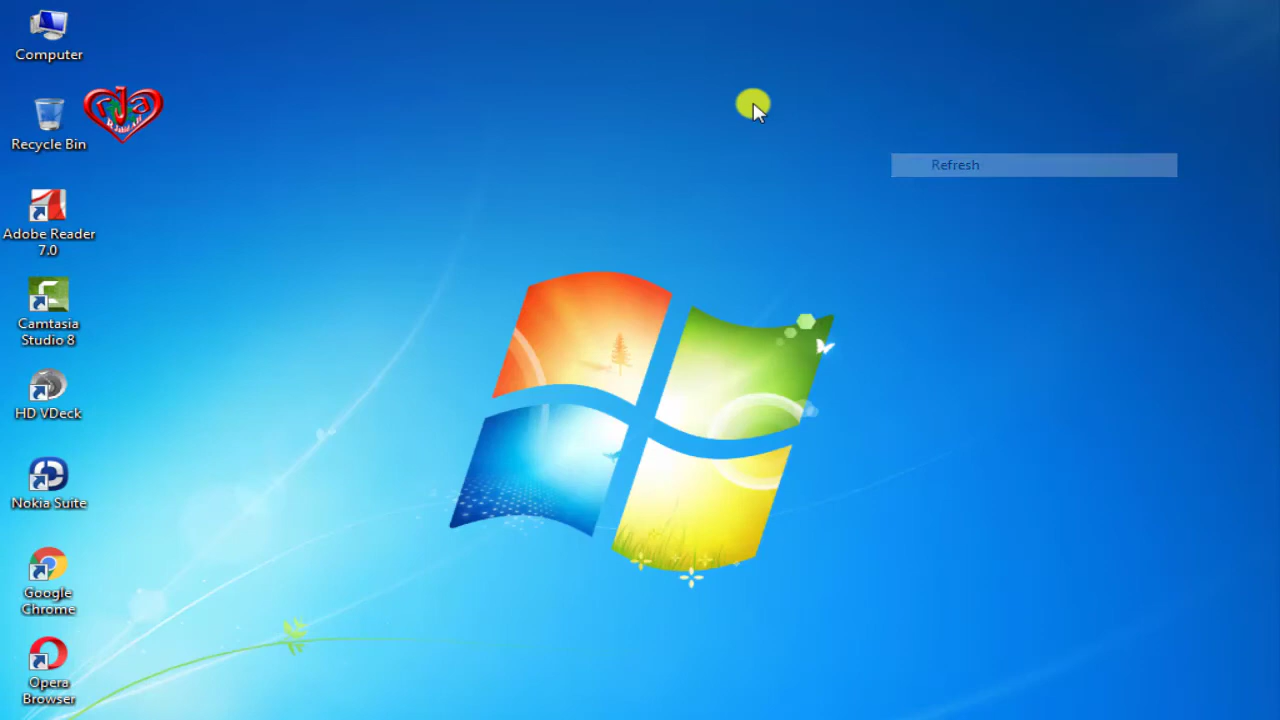 Computer
Recycle Bin
rja
Adobe Reader
7.0
Refresh
Camtasia
Studio 8
HD VDeck
Nokia Suite
Google
Chrome
Opera
Browser